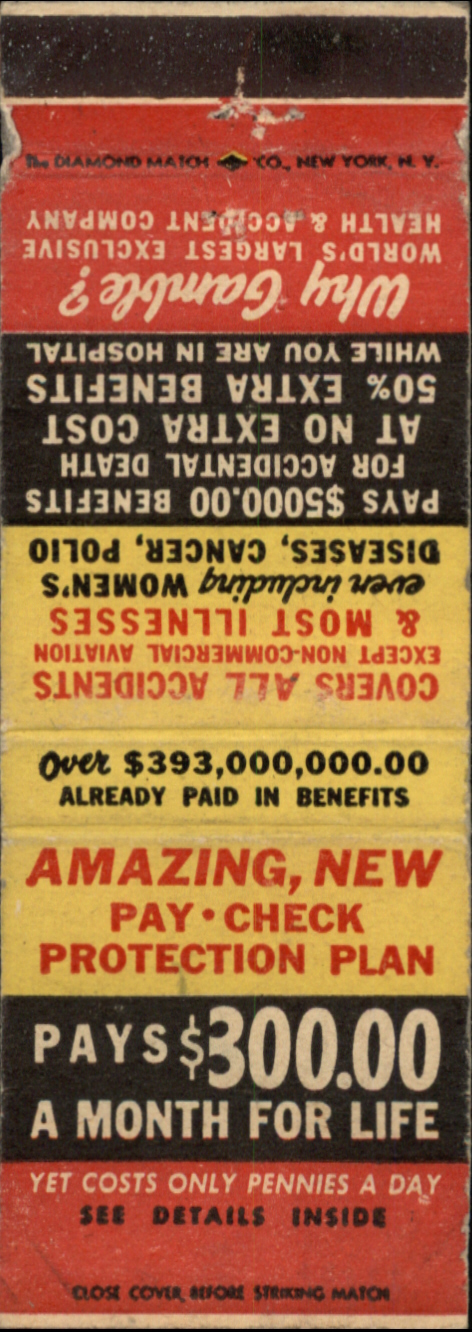 The DIAMOND MATCH CO., NEW YORK, N. Y.
COVERS ALL ACCIDENTS
EXCEPT NON-COMMERCIAL AVIATION
& MOST ILLNESSES
even including WOMEN'S
DISEASES, CANCER, POLIO
PAYS $5000.00 BENEFITS
FOR ACCIDENTAL DEATH
AT NO EXTRA COST
50% EXTRA BENEFITS
WHILE YOU ARE IN HOSPITAL
Why Gamble?
WORLD'S LARGEST EXCLUSIVE
HEALTH & ACCIDENT COMPANY
Over $393,000,000.00
ALREADY PAID IN BENEFITS
AMAZING, NEW
PAY•CHECK
PROTECTION PLAN
PAYS $300.00
A MONTH FOR LIFE
YET COSTS ONLY PENNIES A DAY
SEE DETAILS INSIDE
CLOSE COVER BEFORE STRIKING MATCH